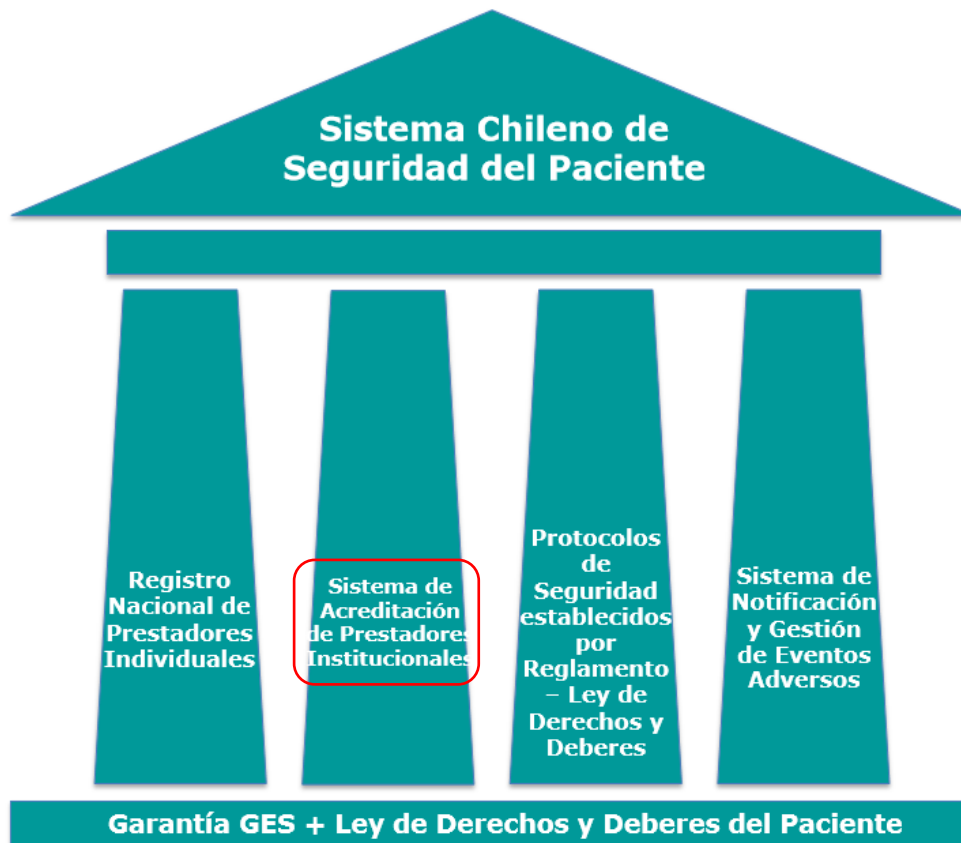 Sistema Chileno de
Seguridad del Paciente
Registro
Nacional de
Prestadores
Individuales
Sistema de
Acreditación
de Prestadores
Institucionales
Protocolos
de
Seguridad
establecidos
por
Reglamento
– Ley de
Derechos y
Deberes
Sistema de
Notificación
y Gestión
de Eventos
Adversos
Garantía GES + Ley de Derechos y Deberes del Paciente